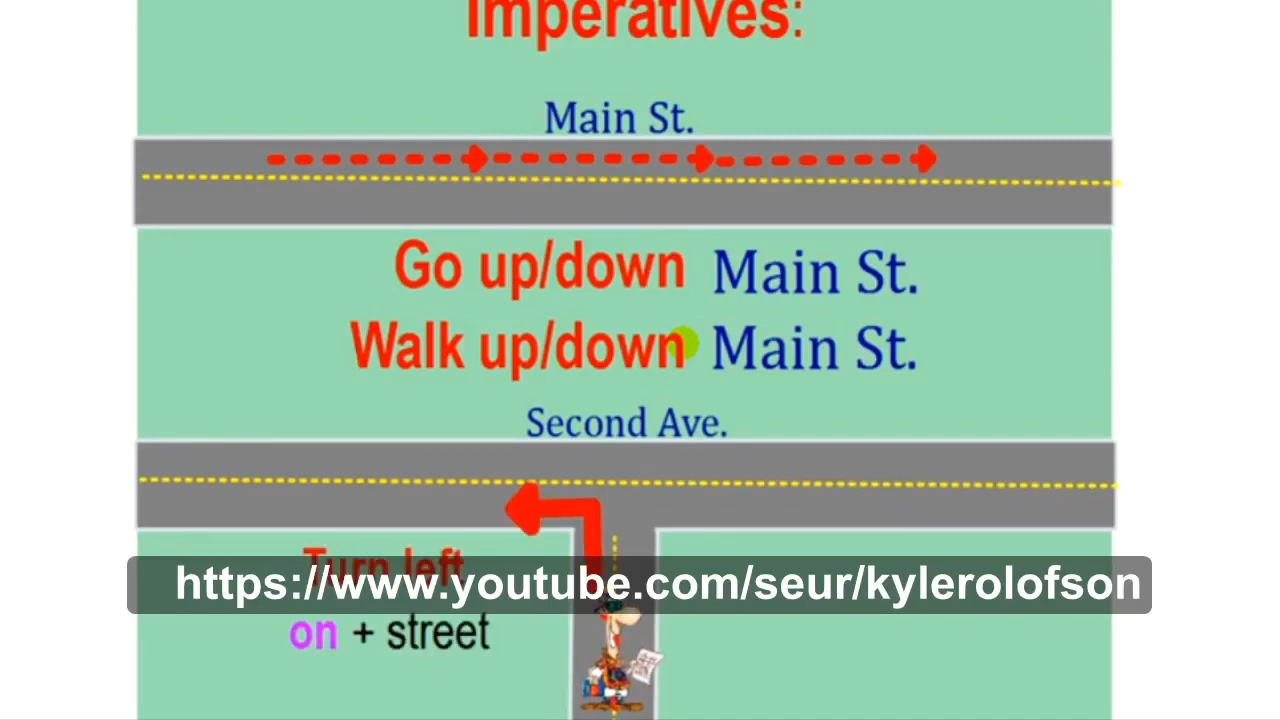 Imperatives:
Main St.
Go up/down Main St.
Walk up/down Main St.
Second Ave.
Turn left
https://www.youtube.com/seur/kylerolofson
on + street